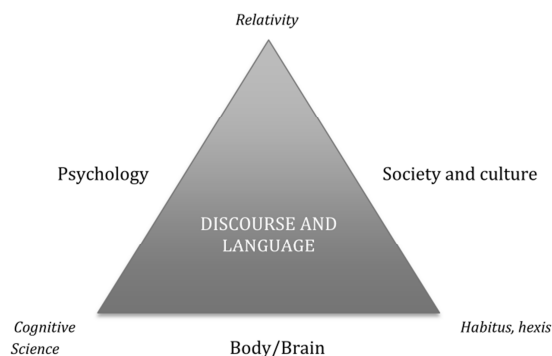 Relativity
Psychology
Society and culture
DISCOURSE AND
LANGUAGE
Cognitive
Science
Habitus, hexis
Body/Brain